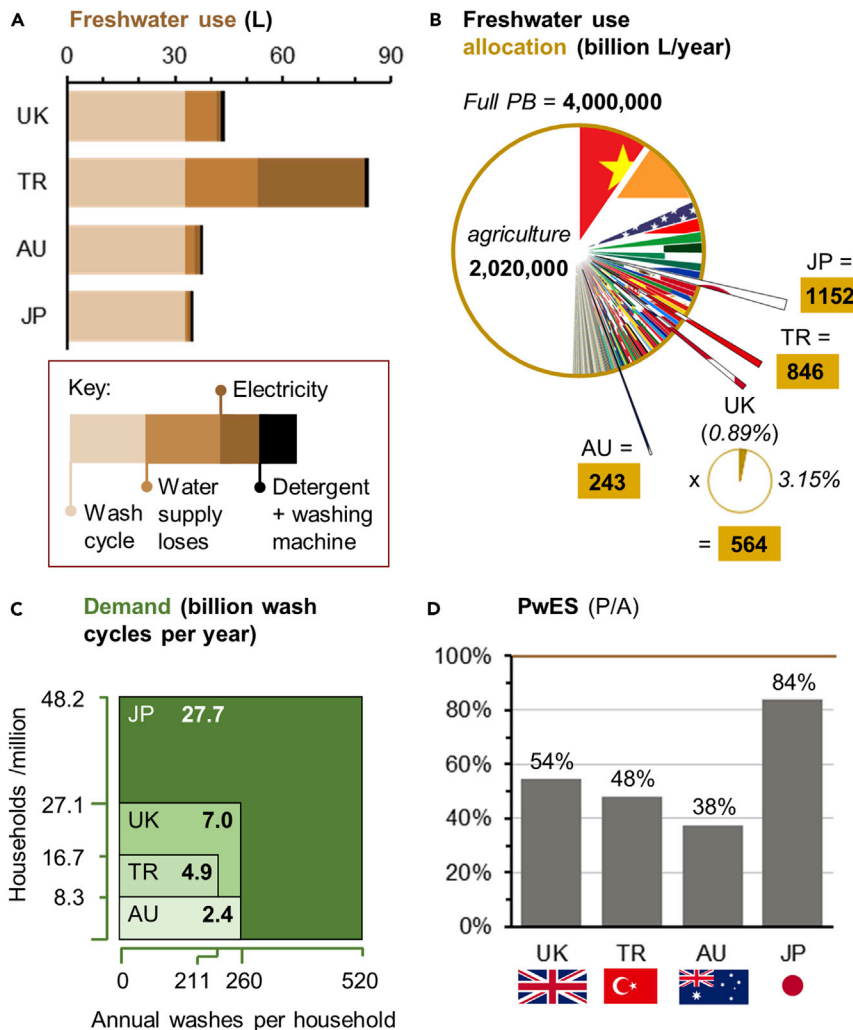 A Freshwater use (L)
0 30 60 90
UK
TR
AU
JP
Key:
Electricity
Wash
cycle
Water
supply
loses
Detergent
+ washing
machine
B Freshwater use
allocation (billion L/year)
Full PB = 4,000,000
agriculture
2,020,000
JP =
1152
TR =
846
UK
(0.89%)
x 3.15%
= 564
AU =
243
C Demand (billion wash
cycles per year)
Households /million
48.2
27.1
16.7
8.3
JP 27.7
UK 7.0
TR 4.9
AU 2.4
0 211 260 520
Annual washes per household
D PwES (P/A)
100%
80%
60%
40%
20%
0%
54%
48%
38%
84%
UK TR AU JP